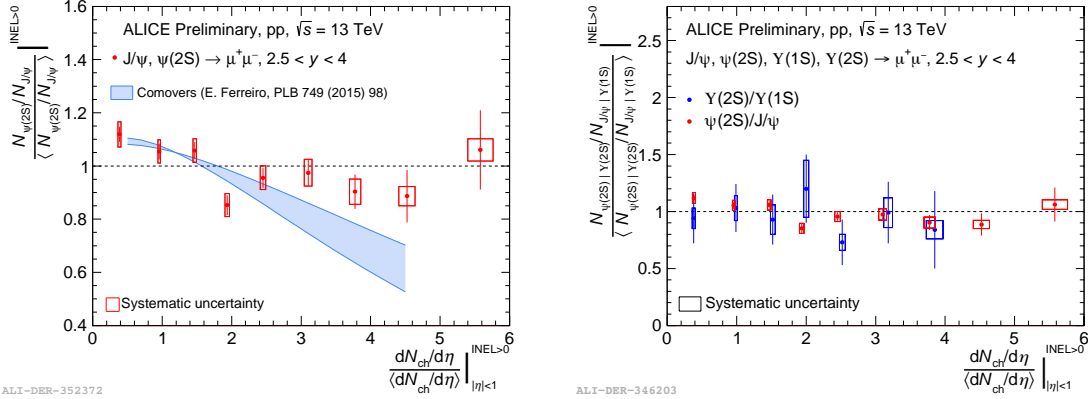 ALICE Preliminary, pp, √s = 13 TeV
J/ψ, ψ(2S) → μ⁺μ⁻, 2.5 < y < 4
Comovers (E. Ferreiro, PLB 749 (2015) 98)
N_ψ(2S)/N_J/ψ
⟨ N_ψ(2S)/N_J/ψ ⟩
INEL>0
1.6
1.4
1.2
1
0.8
0.6
0.4
Systematic uncertainty
0 1 2 3 4 5 6
dN_ch/dη
⟨dN_ch/dη⟩
INEL>0
|η|<1
ALI-DER-352372
ALICE Preliminary, pp, √s = 13 TeV
J/ψ, ψ(2S), Υ(1S), Υ(2S) → μ⁺μ⁻, 2.5 < y < 4
Υ(2S)/Υ(1S)
ψ(2S)/J/ψ
N_ψ(2S) | Υ(2S)/N_J/ψ | Υ(1S)
⟨ N_ψ(2S) | Υ(2S)/N_J/ψ | Υ(1S) ⟩
INEL>0
2.5
2
1.5
1
0.5
0
Systematic uncertainty
0 1 2 3 4 5 6
dN_ch/dη
⟨dN_ch/dη⟩
INEL>0
|η|<1
ALI-DER-346203